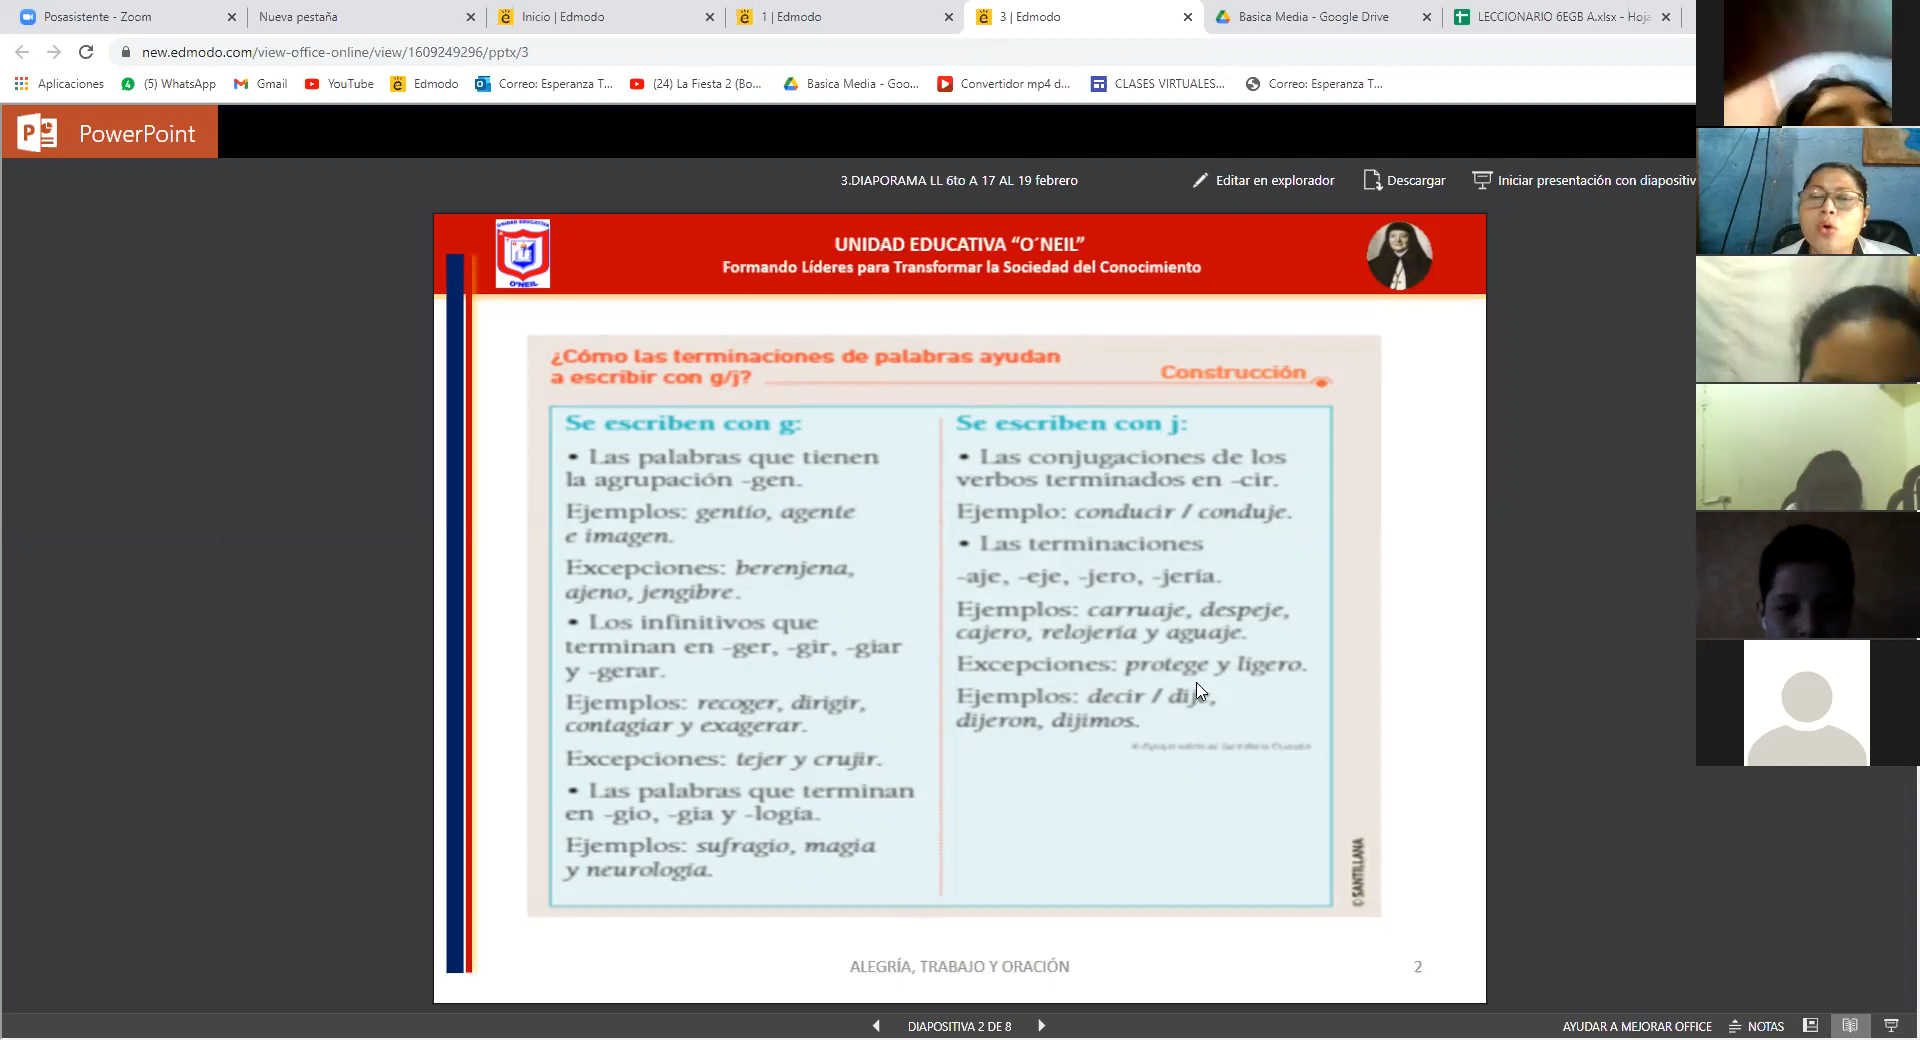 Posasistente - Zoom
Nueva pestaña
Inicio | Edmodo
1 | Edmodo
3 | Edmodo
Basica Media - Google Drive
LECCIONARIO 6EGB A.xlsx - Hoja
new.edmodo.com/view-office-online/view/1609249296/pptx/3
Aplicaciones
(5) WhatsApp
Gmail
YouTube
Edmodo
Correo: Esperanza T...
(24) La Fiesta 2 (Bo...
Basica Media - Goo...
Convertidor mp4 d...
CLASES VIRTUALES...
Correo: Esperanza T...
PowerPoint
3.DIAPORAMA LL 6to A 17 AL 19 febrero
Editar en explorador
Descargar
Iniciar presentación con diapositiv
UNIDAD EDUCATIVA “O´NEIL”
Formando Líderes para Transformar la Sociedad del Conocimiento
UNIDAD EDUCATIVA
O'NEIL
¿Cómo las terminaciones de palabras ayudan
a escribir con g/j?
Construcción
Se escriben con g:
• Las palabras que tienen
la agrupación -gen.
Ejemplos: gentío, agente
e imagen.
Excepciones: berenjena,
ajeno, jengibre.
• Los infinitivos que
terminan en -ger, -gir, -giar
y -gerar.
Ejemplos: recoger, dirigir,
contagiar y exagerar.
Excepciones: tejer y crujir.
• Las palabras que terminan
en -gio, -gia y -logía.
Ejemplos: sufragio, magia
y neurología.
Se escriben con j:
• Las conjugaciones de los
verbos terminados en -cir.
Ejemplo: conducir / conduje.
• Las terminaciones
-aje, -eje, -jero, -jería.
Ejemplos: carruaje, despeje,
cajero, relojería y aguaje.
Excepciones: protege y ligero.
Ejemplos: decir /
dijeron, dijimos.
© SANTILLANA
ALEGRÍA, TRABAJO Y ORACIÓN
2
DIAPOSITIVA 2 DE 8
AYUDAR A MEJORAR OFFICE
NOTAS